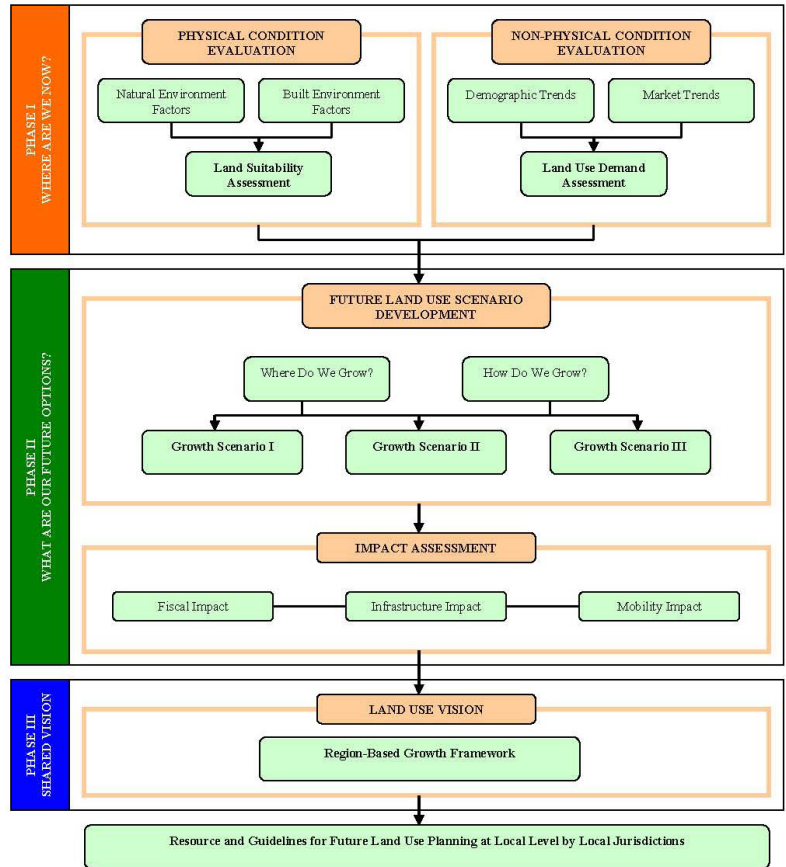 PHASE I
WHERE ARE WE NOW?
PHYSICAL CONDITION
EVALUATION
Natural Environment
Factors
Built Environment
Factors
Land Suitability
Assessment
NON-PHYSICAL CONDITION
EVALUATION
Demographic Trends
Market Trends
Land Use Demand
Assessment
PHASE II
WHAT ARE OUR FUTURE OPTIONS?
FUTURE LAND USE SCENARIO
DEVELOPMENT
Where Do We Grow?
How Do We Grow?
Growth Scenario I
Growth Scenario II
Growth Scenario III
IMPACT ASSESSMENT
Fiscal Impact
Infrastructure Impact
Mobility Impact
PHASE III
SHARED VISION
LAND USE VISION
Region-Based Growth Framework
Resource and Guidelines for Future Land Use Planning at Local Level by Local Jurisdictions